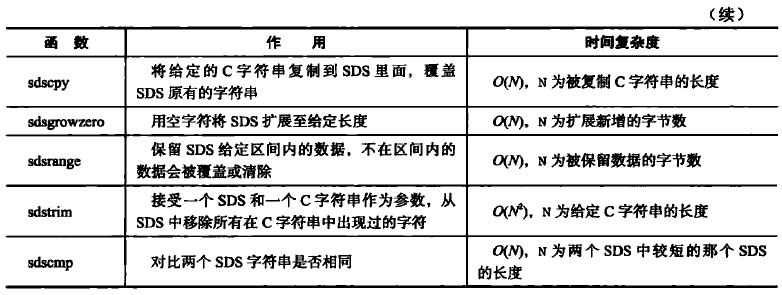 （续）
函 数 作 用 时间复杂度
sdscpy 将给定的 C 字符串复制到 SDS 里面，覆盖 SDS 原有的字符串 O(N)，N 为被复制 C 字符串的长度
sdsgrowzero 用空字符将 SDS 扩展至给定长度 O(N)，N 为扩展新增的字节数
sdsrange 保留 SDS 给定区间内的数据，不在区间内的数据会被覆盖或清除 O(N)，N 为被保留数据的字节数
sdstrim 接受一个 SDS 和一个 C 字符串作为参数，从 SDS 中移除所有在 C 字符串中出现过的字符 O(N²)，N 为给定 C 字符串的长度
sdscmp 对比两个 SDS 字符串是否相同 O(N)，N 为两个 SDS 中较短的那个 SDS 的长度